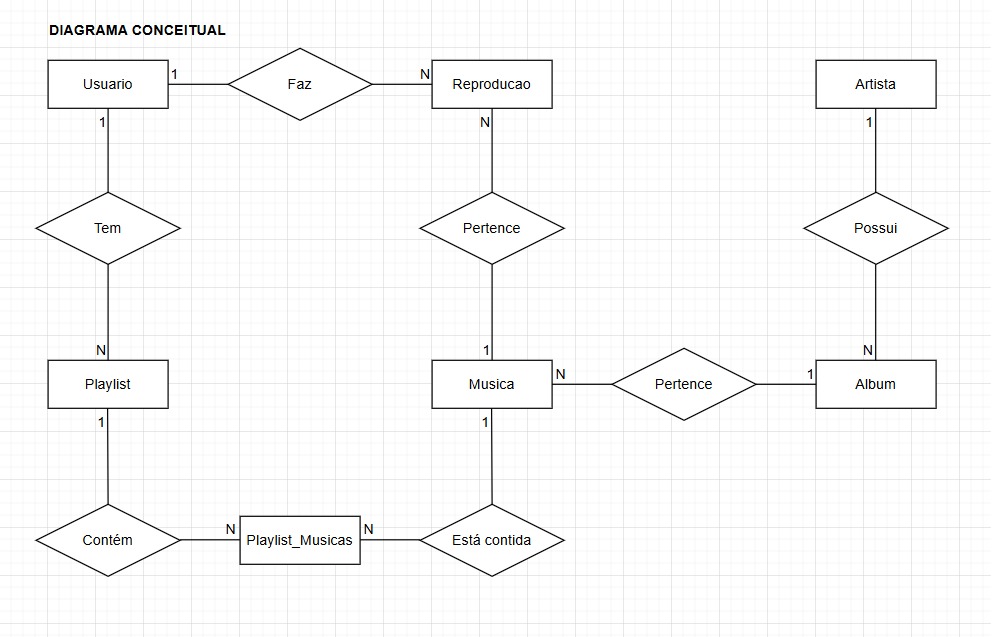 DIAGRAMA CONCEITUAL
Usuario
1
Faz
N
Reproducao
Artista
1
N
1
Tem
Pertence
Possui
N
1
N
Playlist
Musica
N
Pertence
1
Album
1
1
Contém
N
Playlist_Musicas
N
Está contida